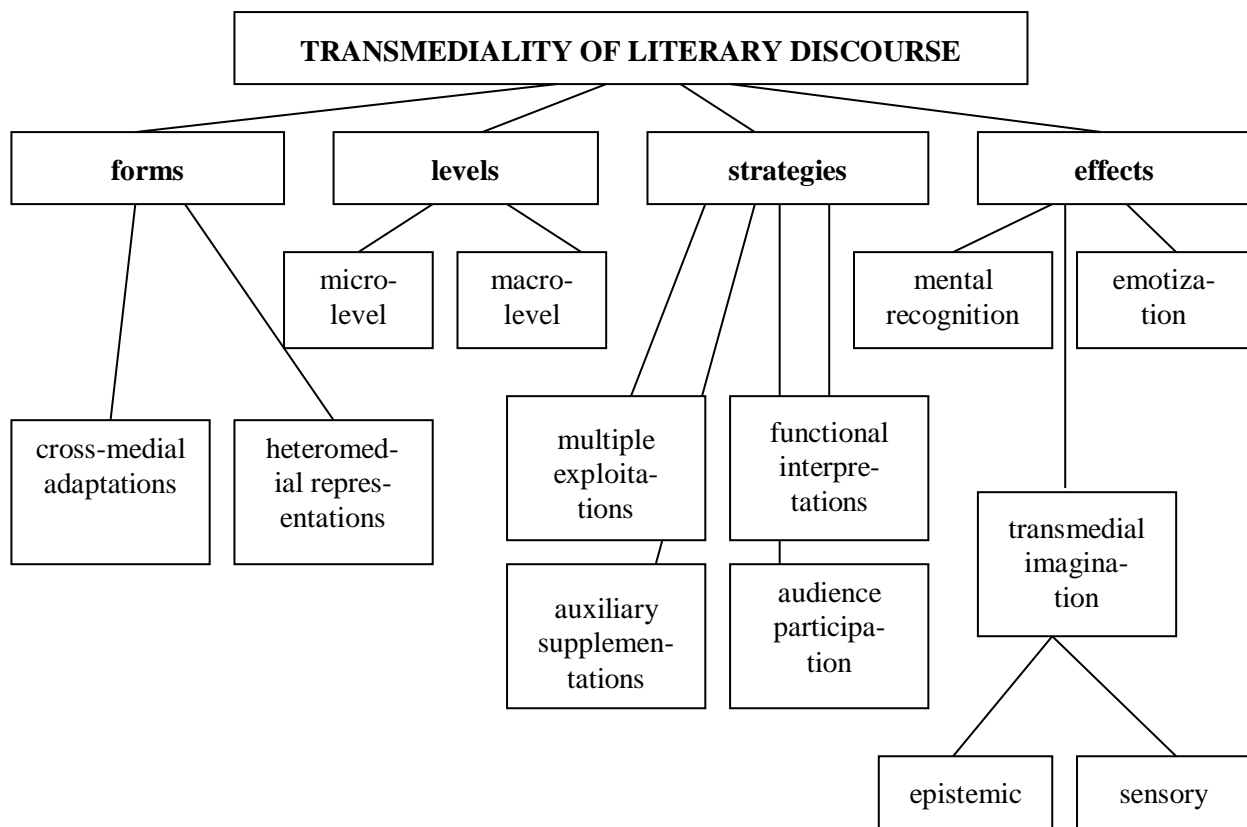 TRANSMEDIALITY OF LITERARY DISCOURSE
forms
levels
strategies
effects
micro-
level
macro-
level
mental
recognition
emotiza-
tion
cross-medial
adaptations
heteromed-
ial repres-
entations
multiple
exploita-
tions
functional
interpre-
tations
auxiliary
supplemen-
tations
audience
participa-
tion
transmedial
imagina-
tion
epistemic
sensory